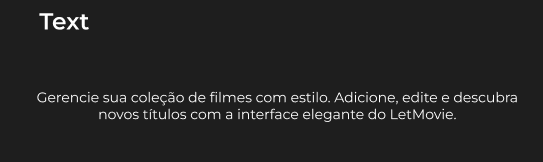 Text
Gerencie sua coleção de filmes com estilo. Adicione, edite e descubra
novos títulos com a interface elegante do LetMovie.